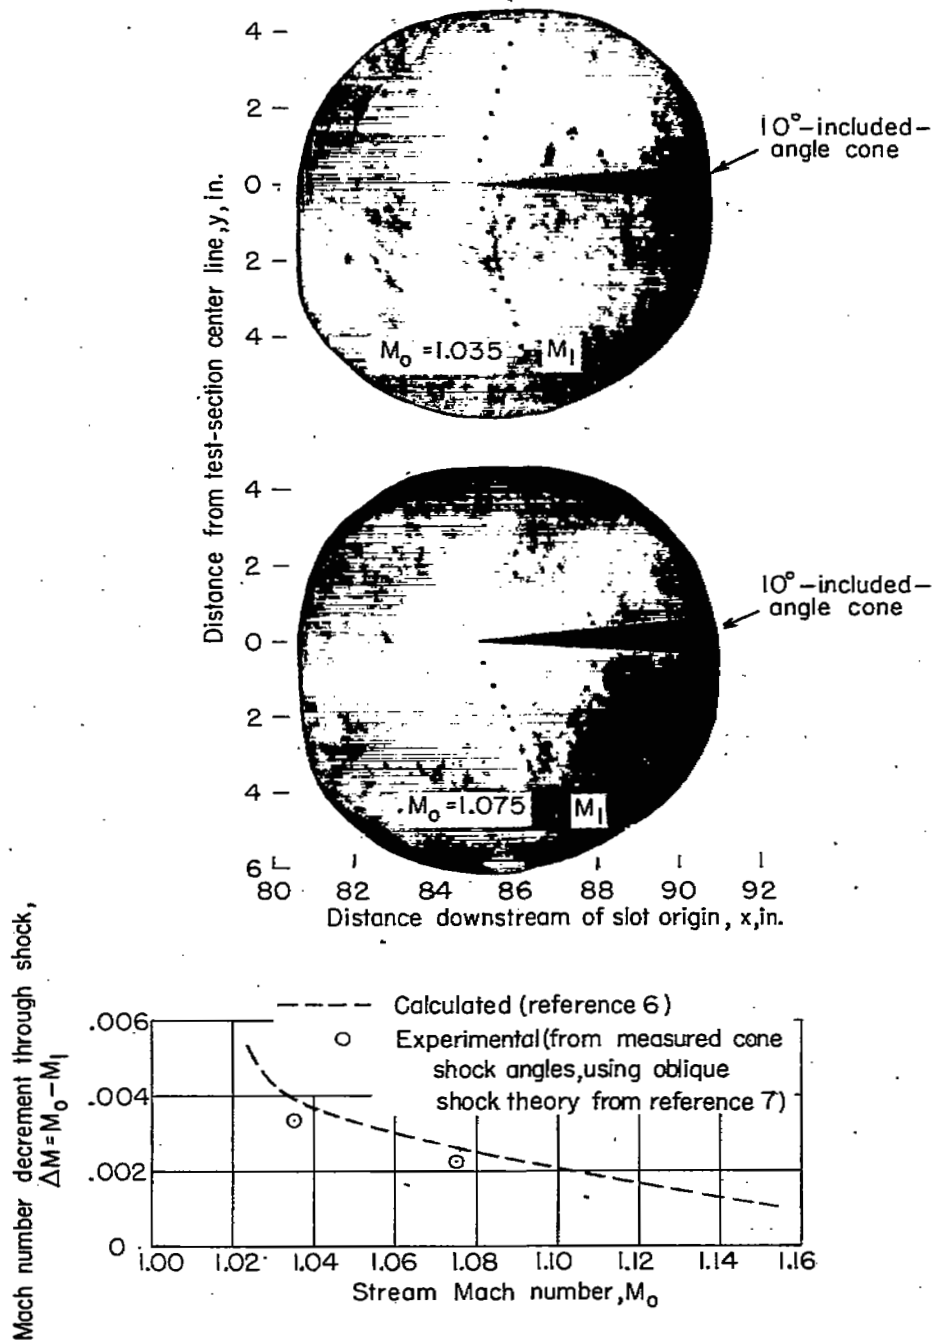 4
2
0
2
4
Distance from test-section center line, y, in.
10°-included-
angle cone
M₀ = 1.035
M₁
4
2
0
2
4
6
10°-included-
angle cone
M₀ = 1.075
M₁
80 82 84 86 88 90 92
Distance downstream of slot origin, x, in.
Mach number decrement through shock,
ΔM = M₀ – M₁
.006
.004
.002
0
Calculated (reference 6)
Experimental (from measured cone
shock angles, using oblique
shock theory from reference 7)
1.00 1.02 1.04 1.06 1.08 1.10 1.12 1.14 1.16
Stream Mach number, M₀